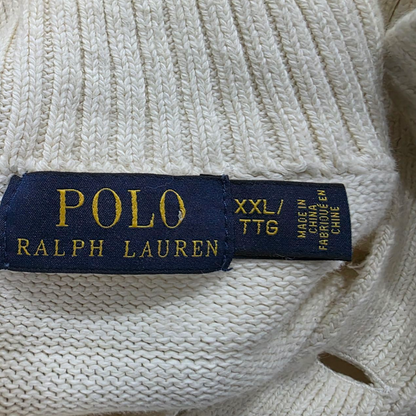 POLO
RALPH LAUREN
XXL/
TTG
MADE IN
CHINA
FABRIQUÉ EN
CHINE